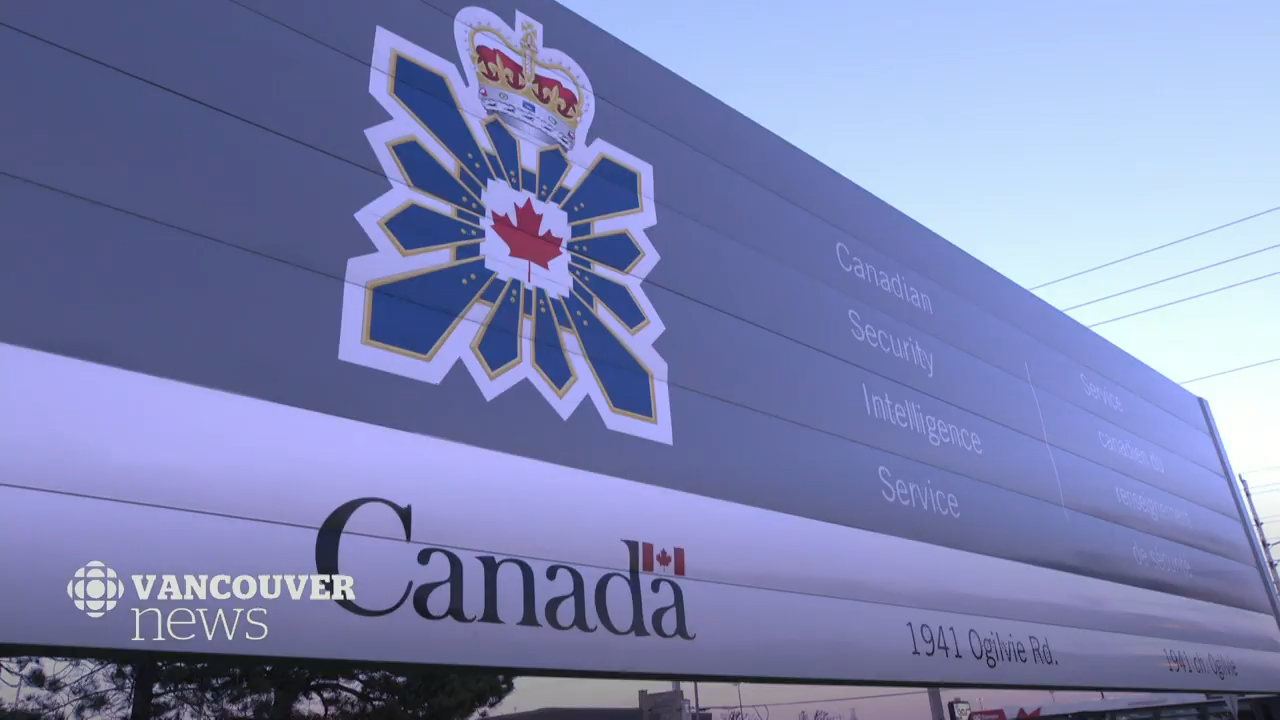 Canadian
Security
Intelligence
Service
Service
canadien du
renseignement
de sécurité
Canada
1941 Ogilvie Rd.
1941 ch Ogilvie
VANCOUVER
news